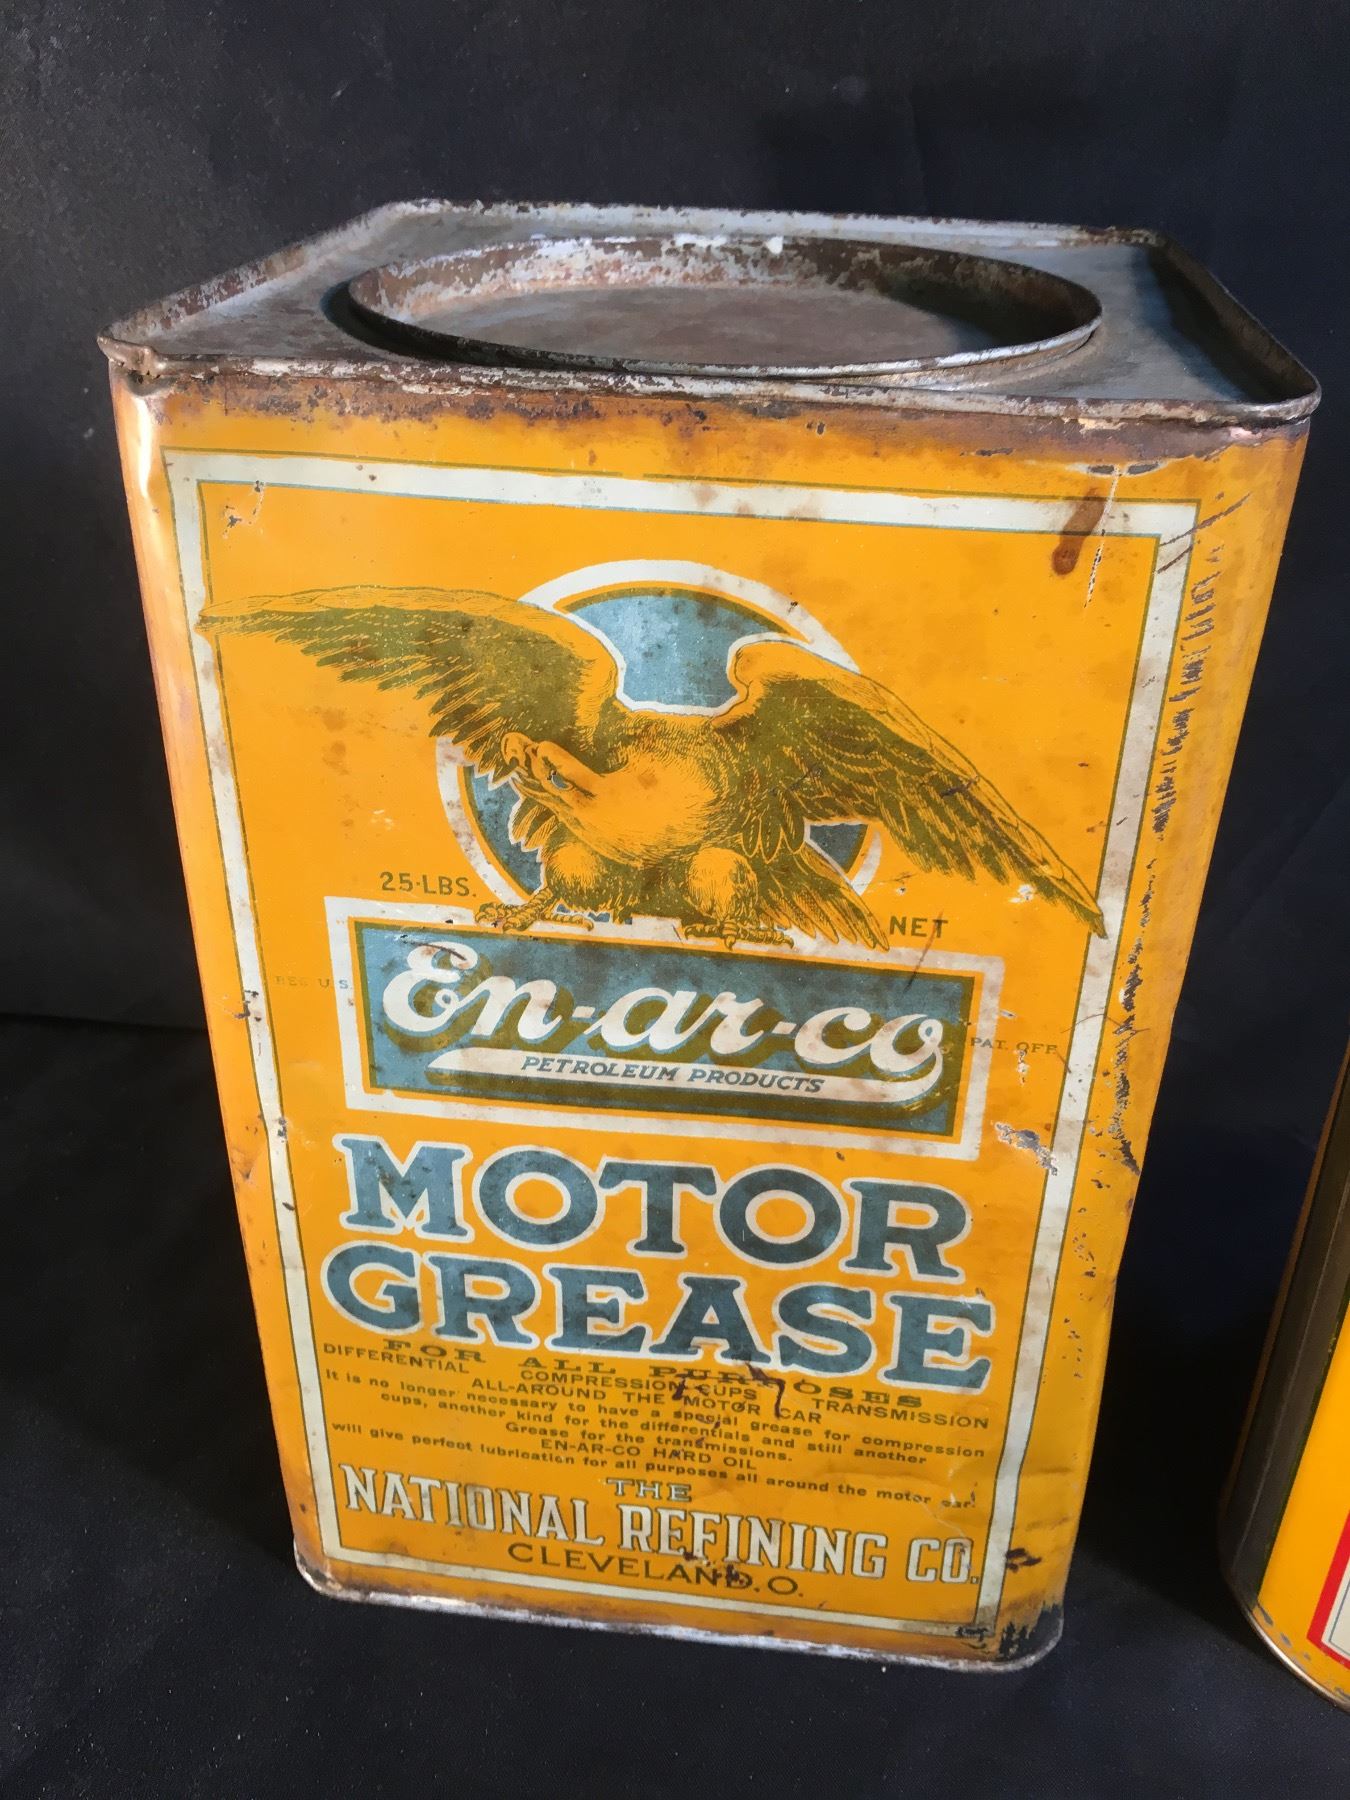 25-LBS. NET
REG U.S. PAT. OFF.
En-ar-co
PETROLEUM PRODUCTS
MOTOR
GREASE
FOR ALL PURPOSES
DIFFERENTIAL COMPRESSION CUPS TRANSMISSION
ALL-AROUND THE MOTOR CAR
It is no longer necessary to have a special grease for compression
cups, another kind for the differentials and still another
Grease for the transmissions.
EN-AR-CO HARD OIL
will give perfect lubrication for all purposes all around the motor car.
THE
NATIONAL REFINING CO.
CLEVELAND.O.